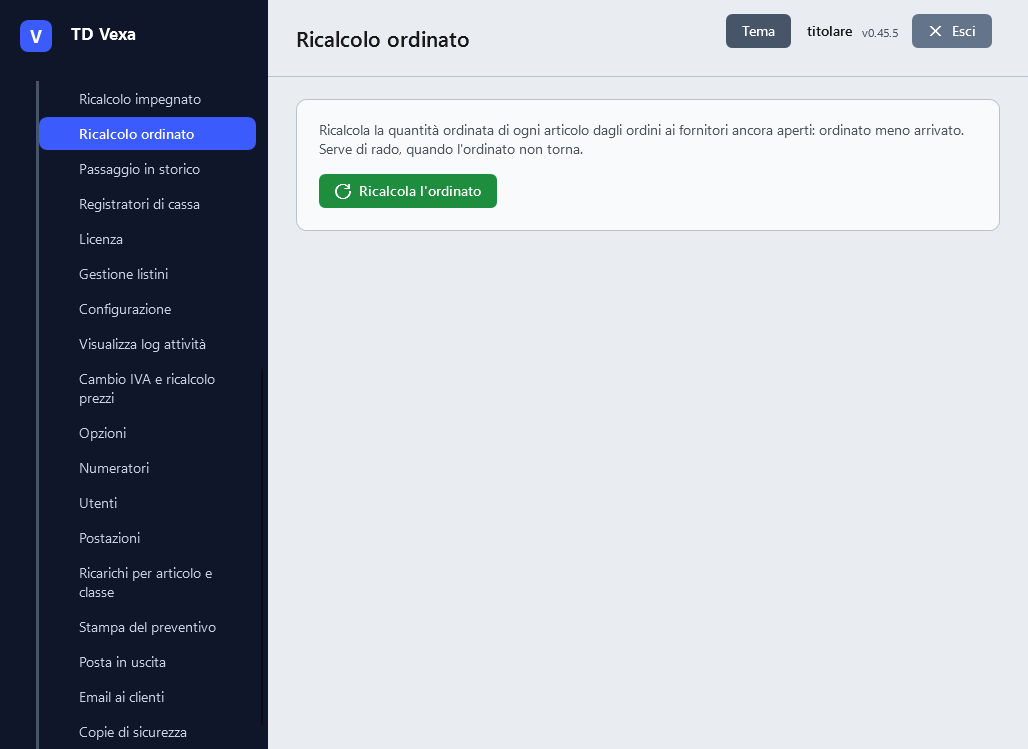 V
TD Vexa
Ricalcolo impegnato
Ricalcolo ordinato
Passaggio in storico
Registratori di cassa
Licenza
Gestione listini
Configurazione
Visualizza log attività
Cambio IVA e ricalcolo
prezzi
Opzioni
Numeratori
Utenti
Postazioni
Ricarichi per articolo e
classe
Stampa del preventivo
Posta in uscita
Email ai clienti
Copie di sicurezza
Ricalcolo ordinato
Tema
titolare v0.45.5
Esci
Ricalcola la quantità ordinata di ogni articolo dagli ordini ai fornitori ancora aperti: ordinato meno arrivato.
Serve di rado, quando l'ordinato non torna.
Ricalcola l'ordinato